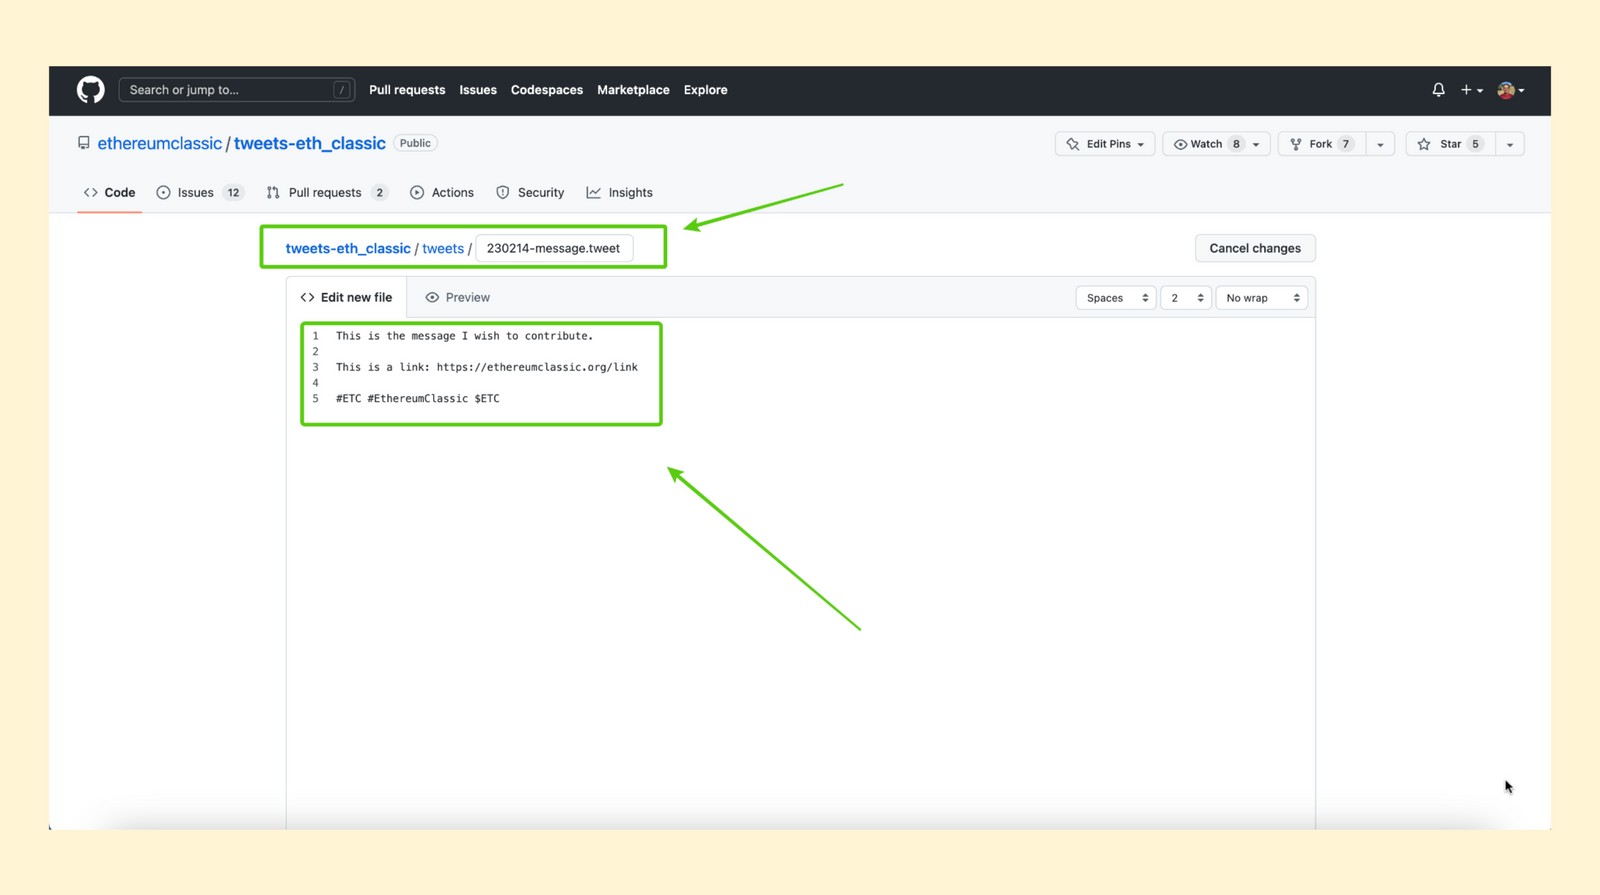 Search or jump to... /
Pull requests Issues Codespaces Marketplace Explore
ethereumclassic / tweets-eth_classic Public
Edit Pins Watch 8 Fork 7 Star 5
Code Issues 12 Pull requests 2 Actions Security Insights
tweets-eth_classic / tweets / 230214-message.tweet
Cancel changes
<> Edit new file Preview
Spaces 2 No wrap
1 This is the message I wish to contribute.
2
3 This is a link: https://ethereumclassic.org/link
4
5 #ETC #EthereumClassic $ETC